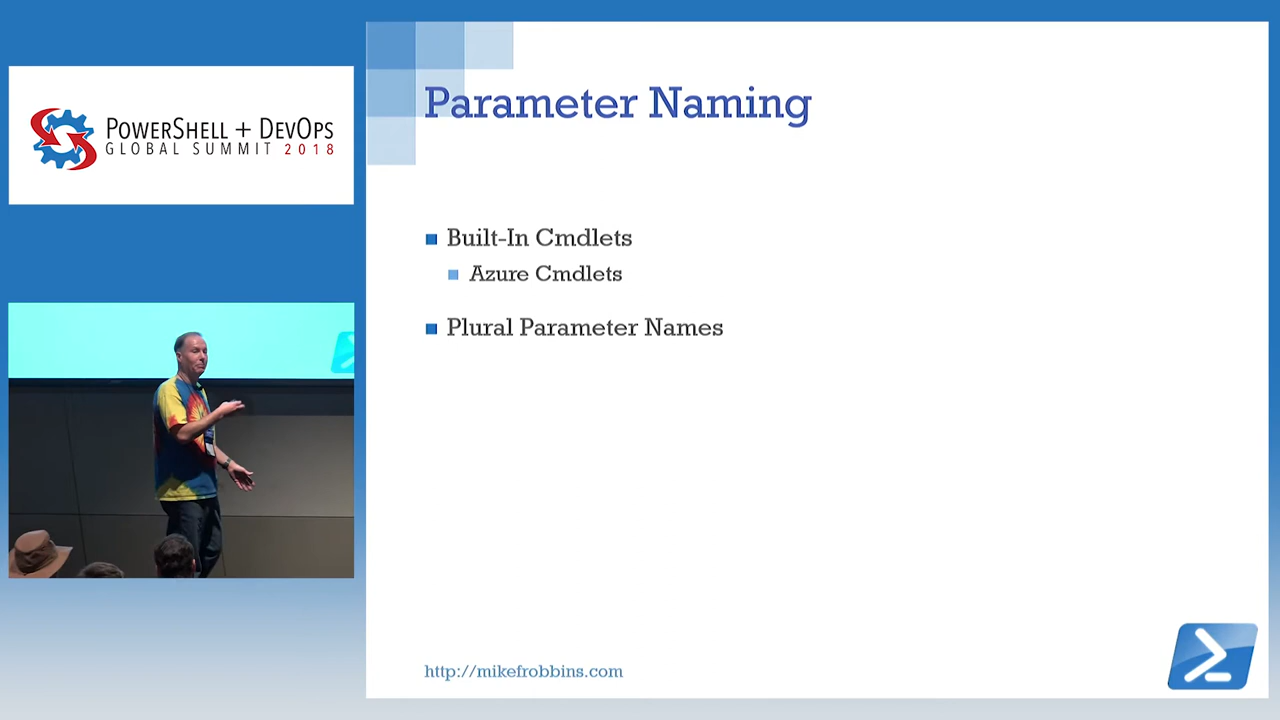 POWERSHELL + DEVOPS
GLOBAL SUMMIT 2018
Parameter Naming
Built-In Cmdlets
Azure Cmdlets
Plural Parameter Names
http://mikefrobbins.com